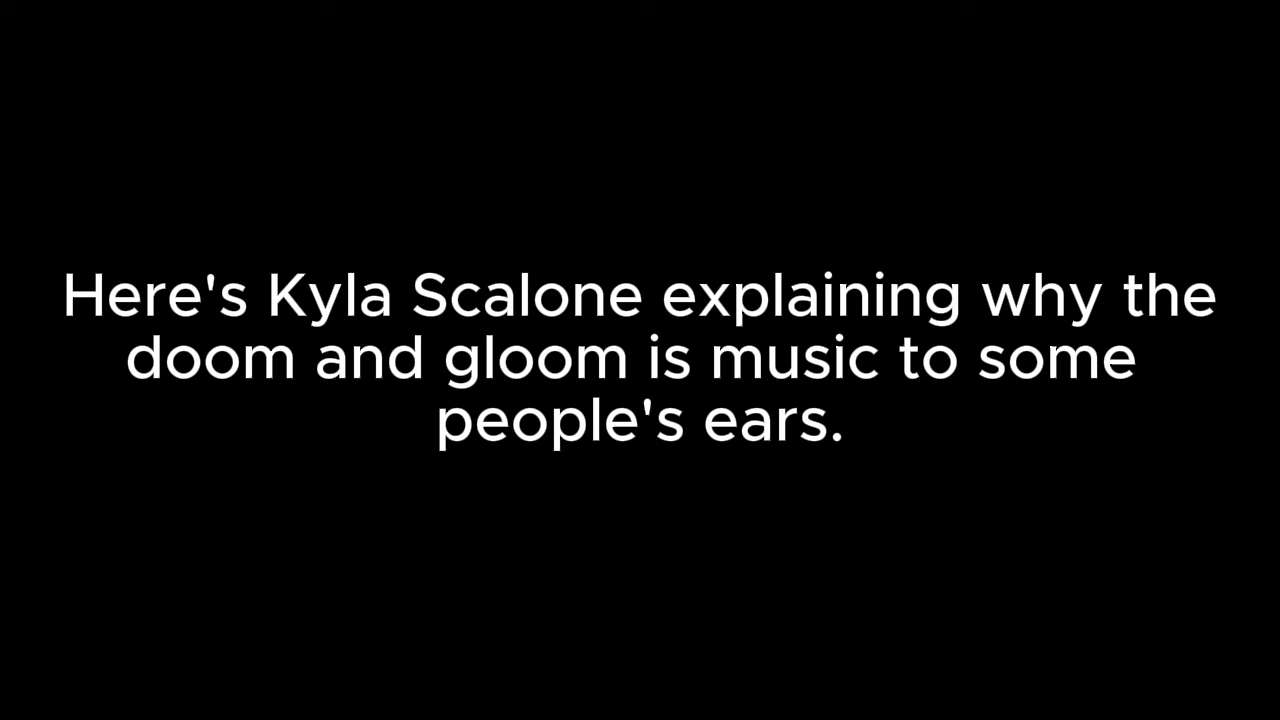 Here's Kyla Scalone explaining why the
doom and gloom is music to some
people's ears.